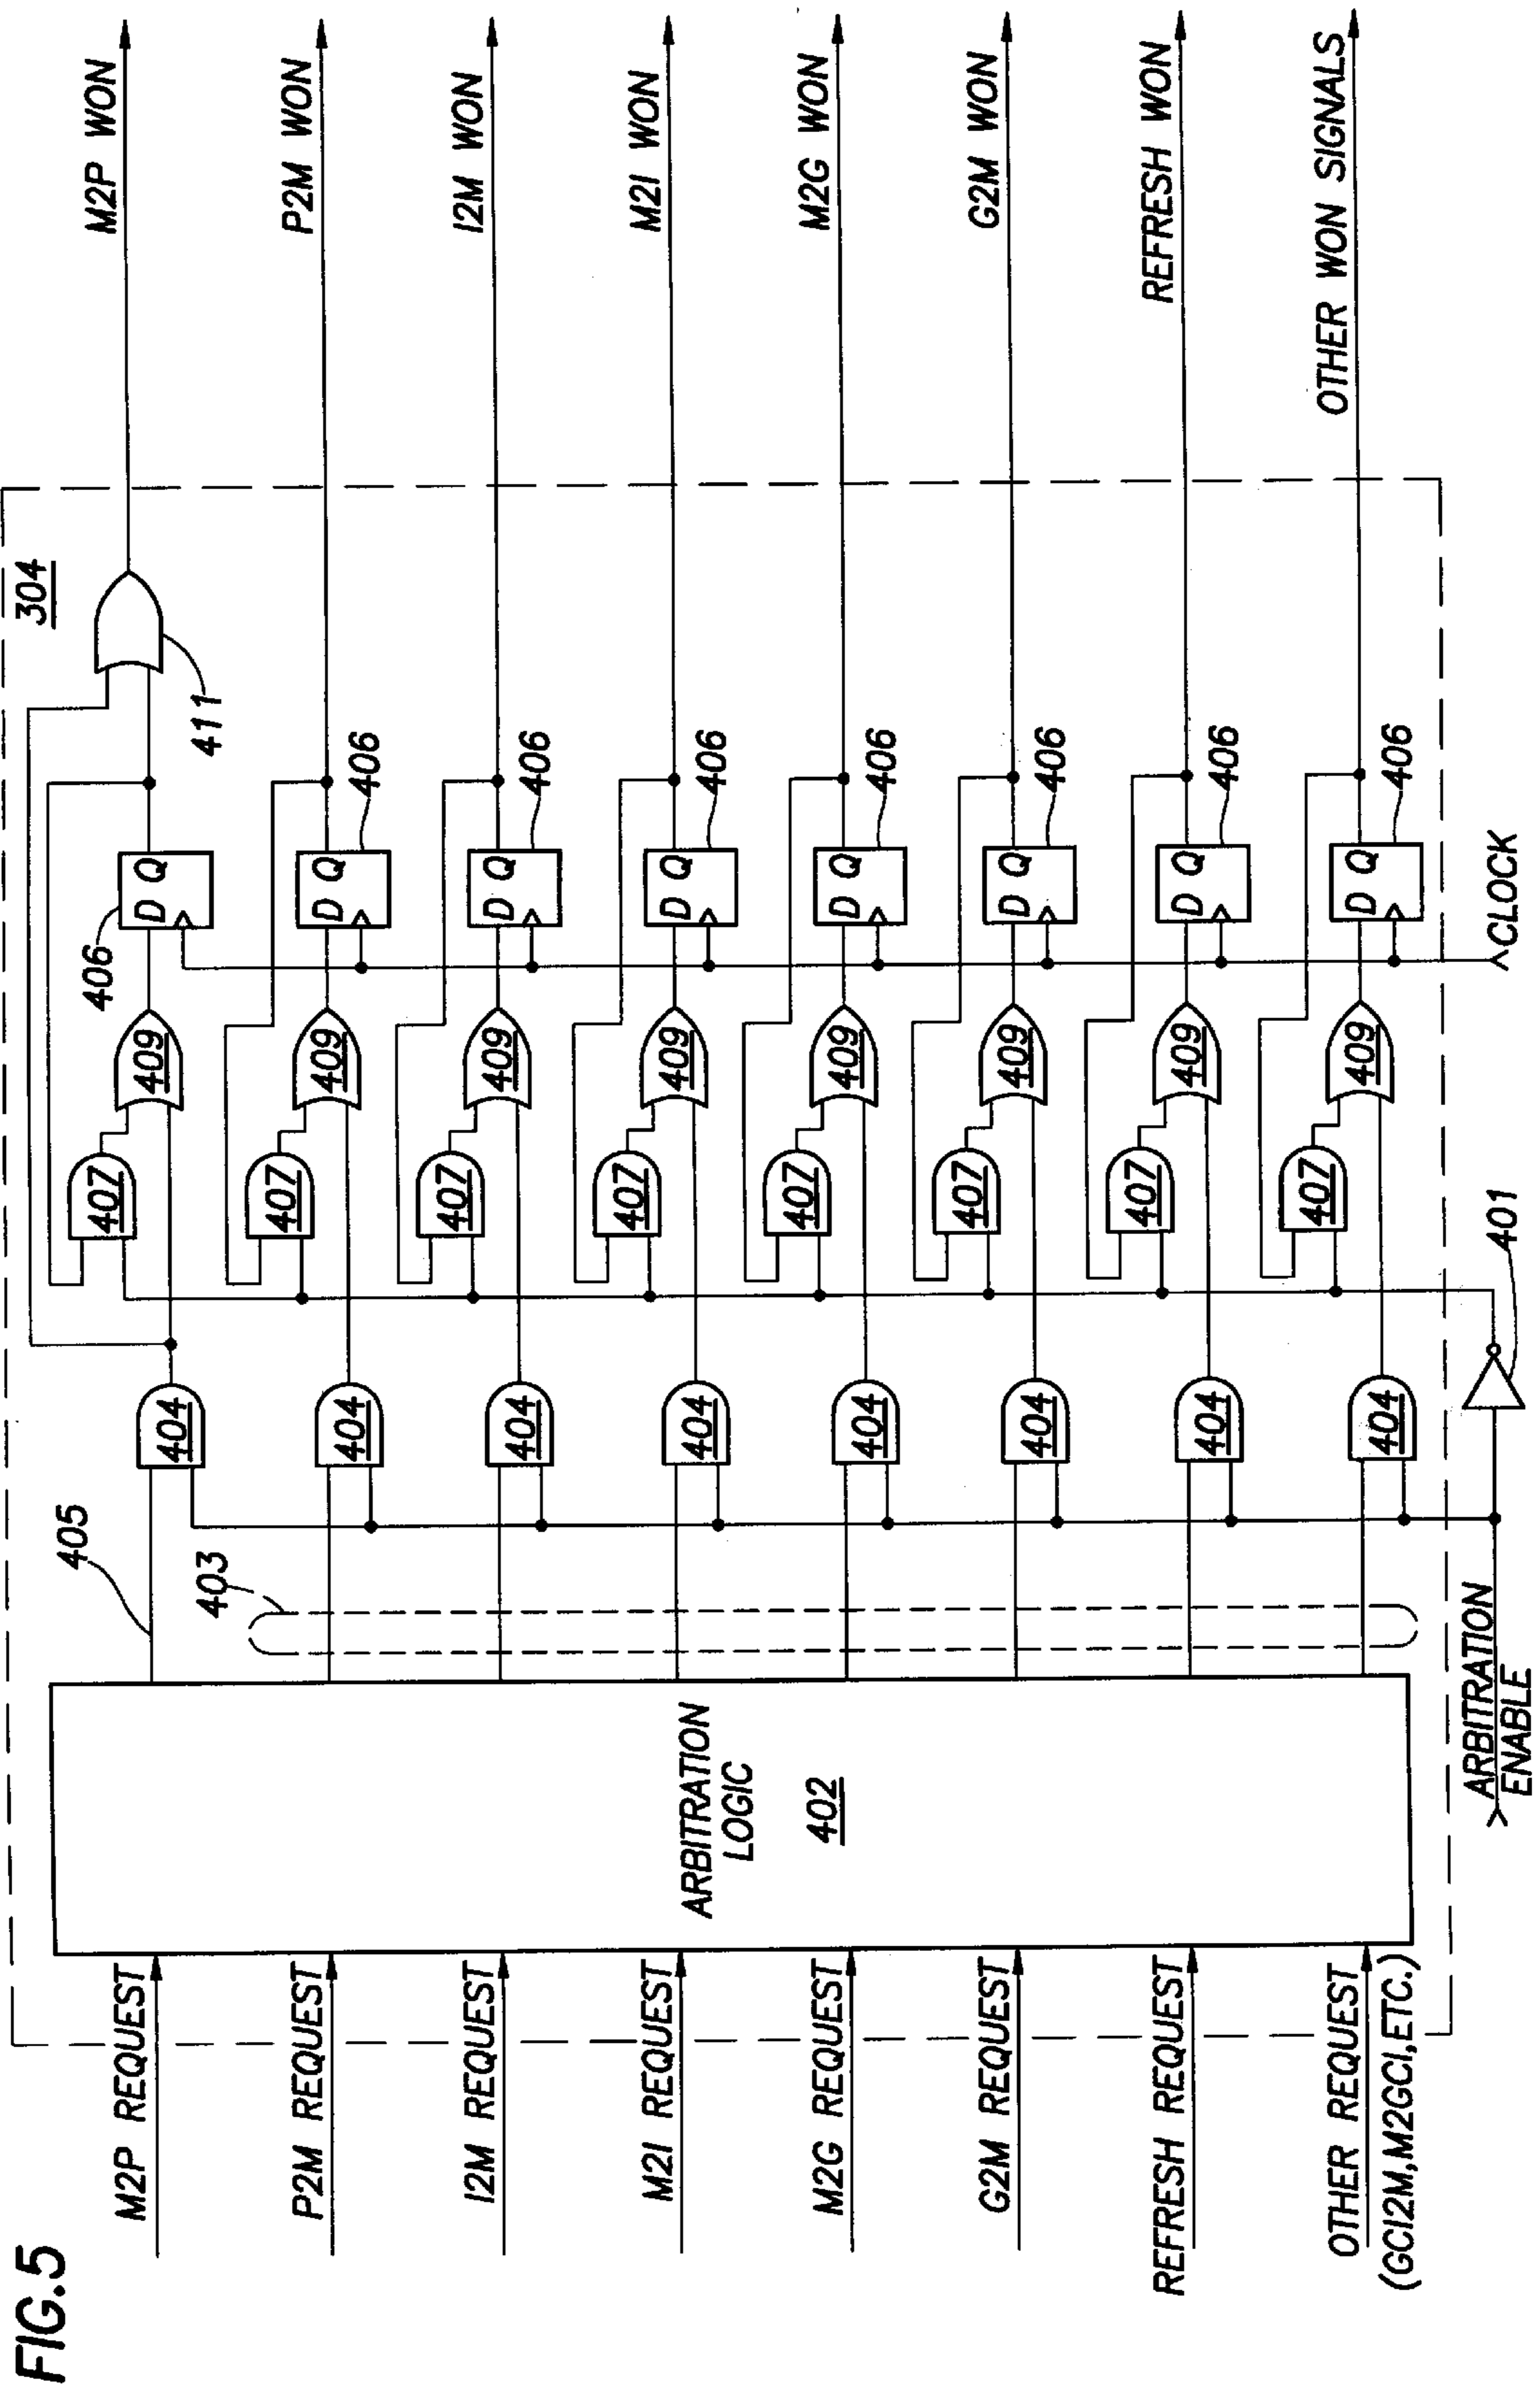 FIG.5
304
M2P REQUEST
P2M REQUEST
I2M REQUEST
M2I REQUEST
M2G REQUEST
G2M REQUEST
REFRESH REQUEST
OTHER REQUEST
(GCI2M,M2GCI,ETC.)
ARBITRATION
LOGIC
402
405
403
ARBITRATION
ENABLE
404
404
404
404
404
404
404
404
401
407
407
407
407
407
407
407
407
409
409
409
409
409
409
409
409
CLOCK
406
D Q
D Q
406
D Q
406
D Q
406
D Q
406
D Q
406
D Q
406
D Q
406
411
M2P WON
P2M WON
I2M WON
M2I WON
M2G WON
G2M WON
REFRESH WON
OTHER WON SIGNALS